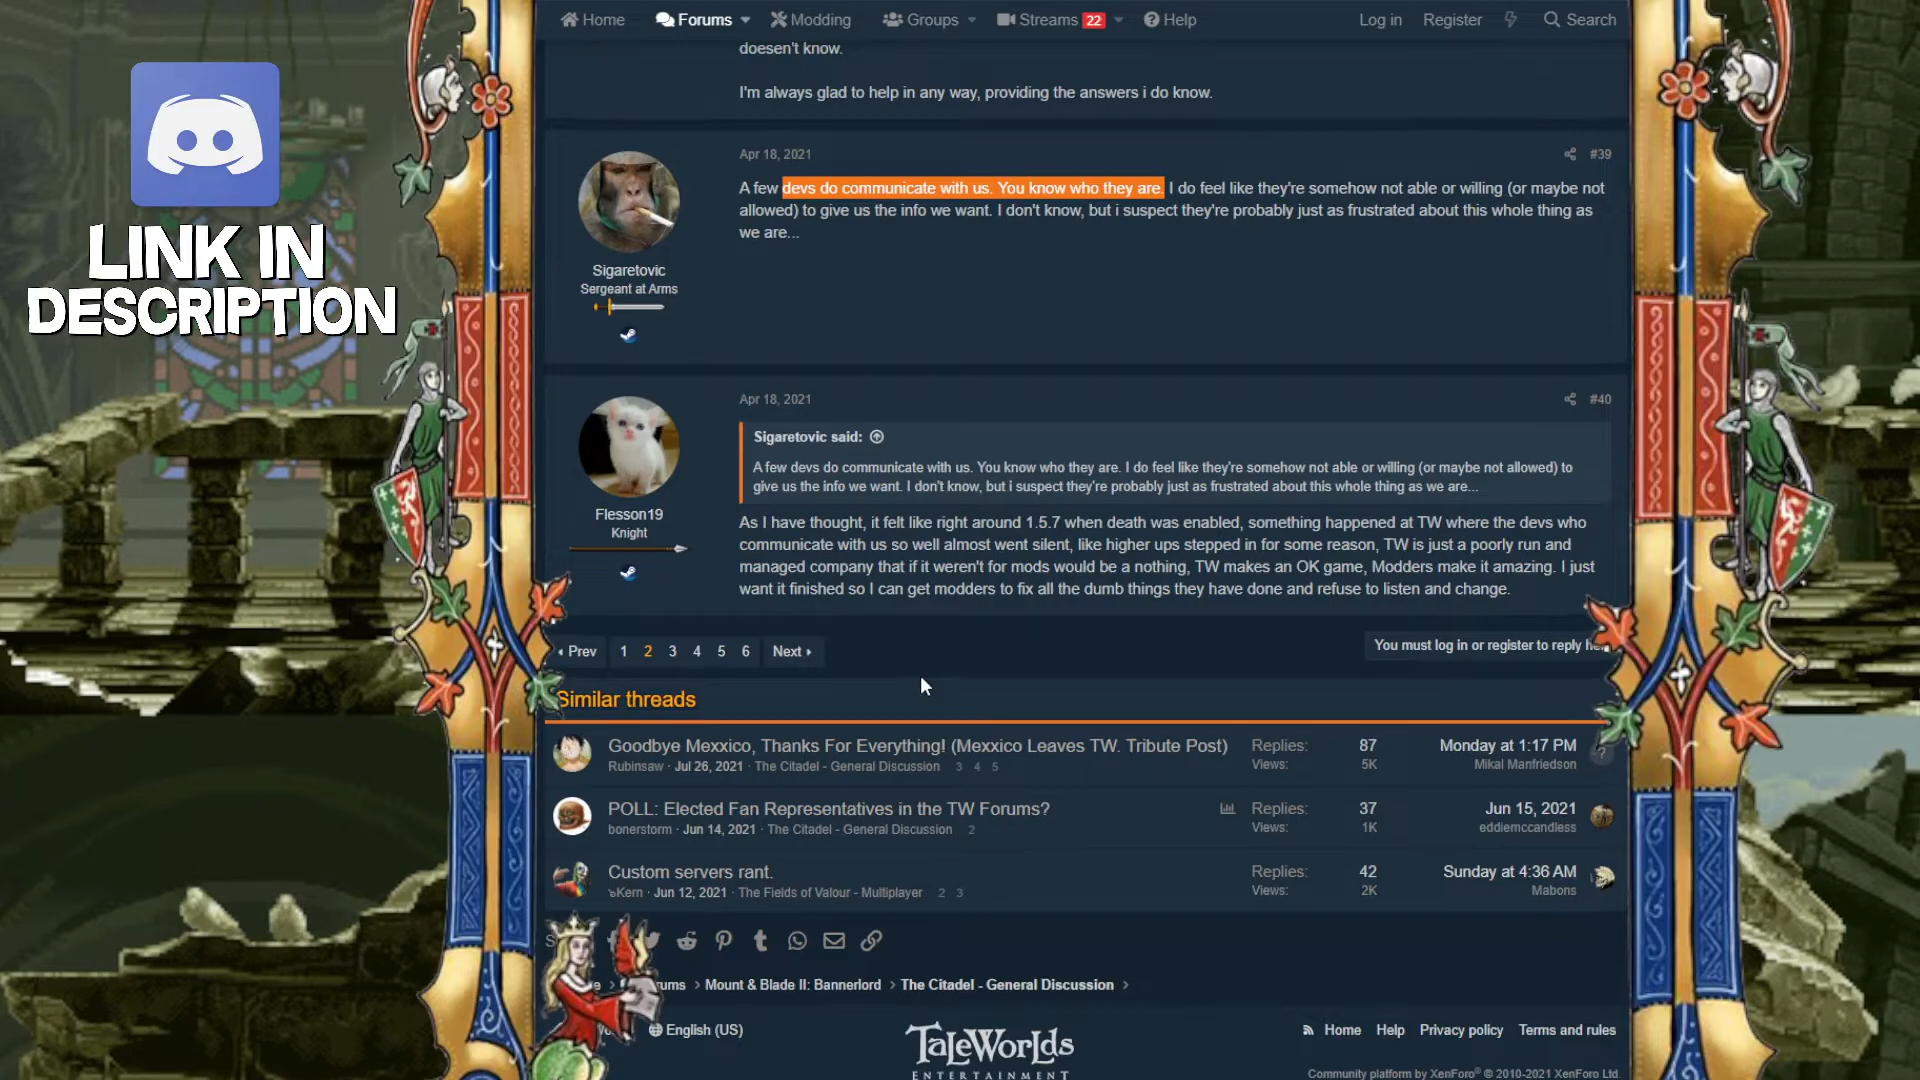 Home
Forums
Modding
Groups
Streams 22
Help
Log in
Register
Search
doesen't know.
I'm always glad to help in any way, providing the answers i do know.
LINK IN
DESCRIPTION
Apr 18, 2021
#39
A few devs do communicate with us. You know who they are. I do feel like they're somehow not able or willing (or maybe not
allowed) to give us the info we want. I don't know, but i suspect they're probably just as frustrated about this whole thing as
we are...
Sigaretovic
Sergeant at Arms
Apr 18, 2021
#40
Sigaretovic said:
A few devs do communicate with us. You know who they are. I do feel like they're somehow not able or willing (or maybe not allowed) to
give us the info we want. I don't know, but i suspect they're probably just as frustrated about this whole thing as we are...
Flesson19
Knight
As I have thought, it felt like right around 1.5.7 when death was enabled, something happened at TW where the devs who
communicate with us so well almost went silent, like higher ups stepped in for some reason, TW is just a poorly run and
managed company that if it weren't for mods would be a nothing, TW makes an OK game, Modders make it amazing. I just
want it finished so I can get modders to fix all the dumb things they have done and refuse to listen and change.
Prev 1 2 3 4 5 6 Next
You must log in or register to reply
Similar threads
Goodbye Mexxico, Thanks For Everything! (Mexxico Leaves TW. Tribute Post)
Rubinsaw · Jul 26, 2021 · The Citadel - General Discussion 3 4 5
Replies: 87
Views: 5K
Monday at 1:17 PM
Mikal Manfriedson
POLL: Elected Fan Representatives in the TW Forums?
bonerstorm · Jun 14, 2021 · The Citadel - General Discussion 2
Replies: 37
Views: 1K
Jun 15, 2021
eddiemccandless
Custom servers rant.
Kern · Jun 12, 2021 · The Fields of Valour - Multiplayer 2 3
Replies: 42
Views: 2K
Sunday at 4:36 AM
Mabons
Mount & Blade II: Bannerlord
The Citadel - General Discussion
English (US)
TALEWORLDS
ENTERTAINMENT
Home
Help
Privacy policy
Terms and rules
Community platform by XenForo® © 2010-2021 XenForo Ltd.